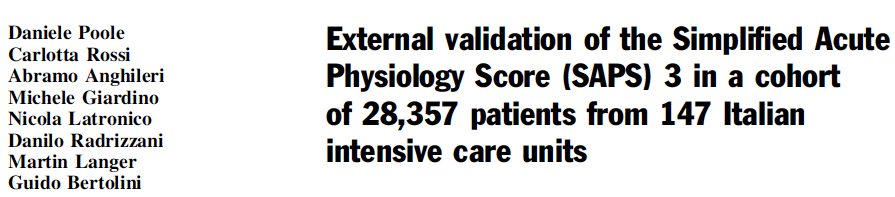 Daniele Poole
Carlotta Rossi
Abramo Anghileri
Michele Giardino
Nicola Latronico
Danilo Radrizzani
Martin Langer
Guido Bertolini
External validation of the Simplified Acute
Physiology Score (SAPS) 3 in a cohort
of 28,357 patients from 147 Italian
intensive care units